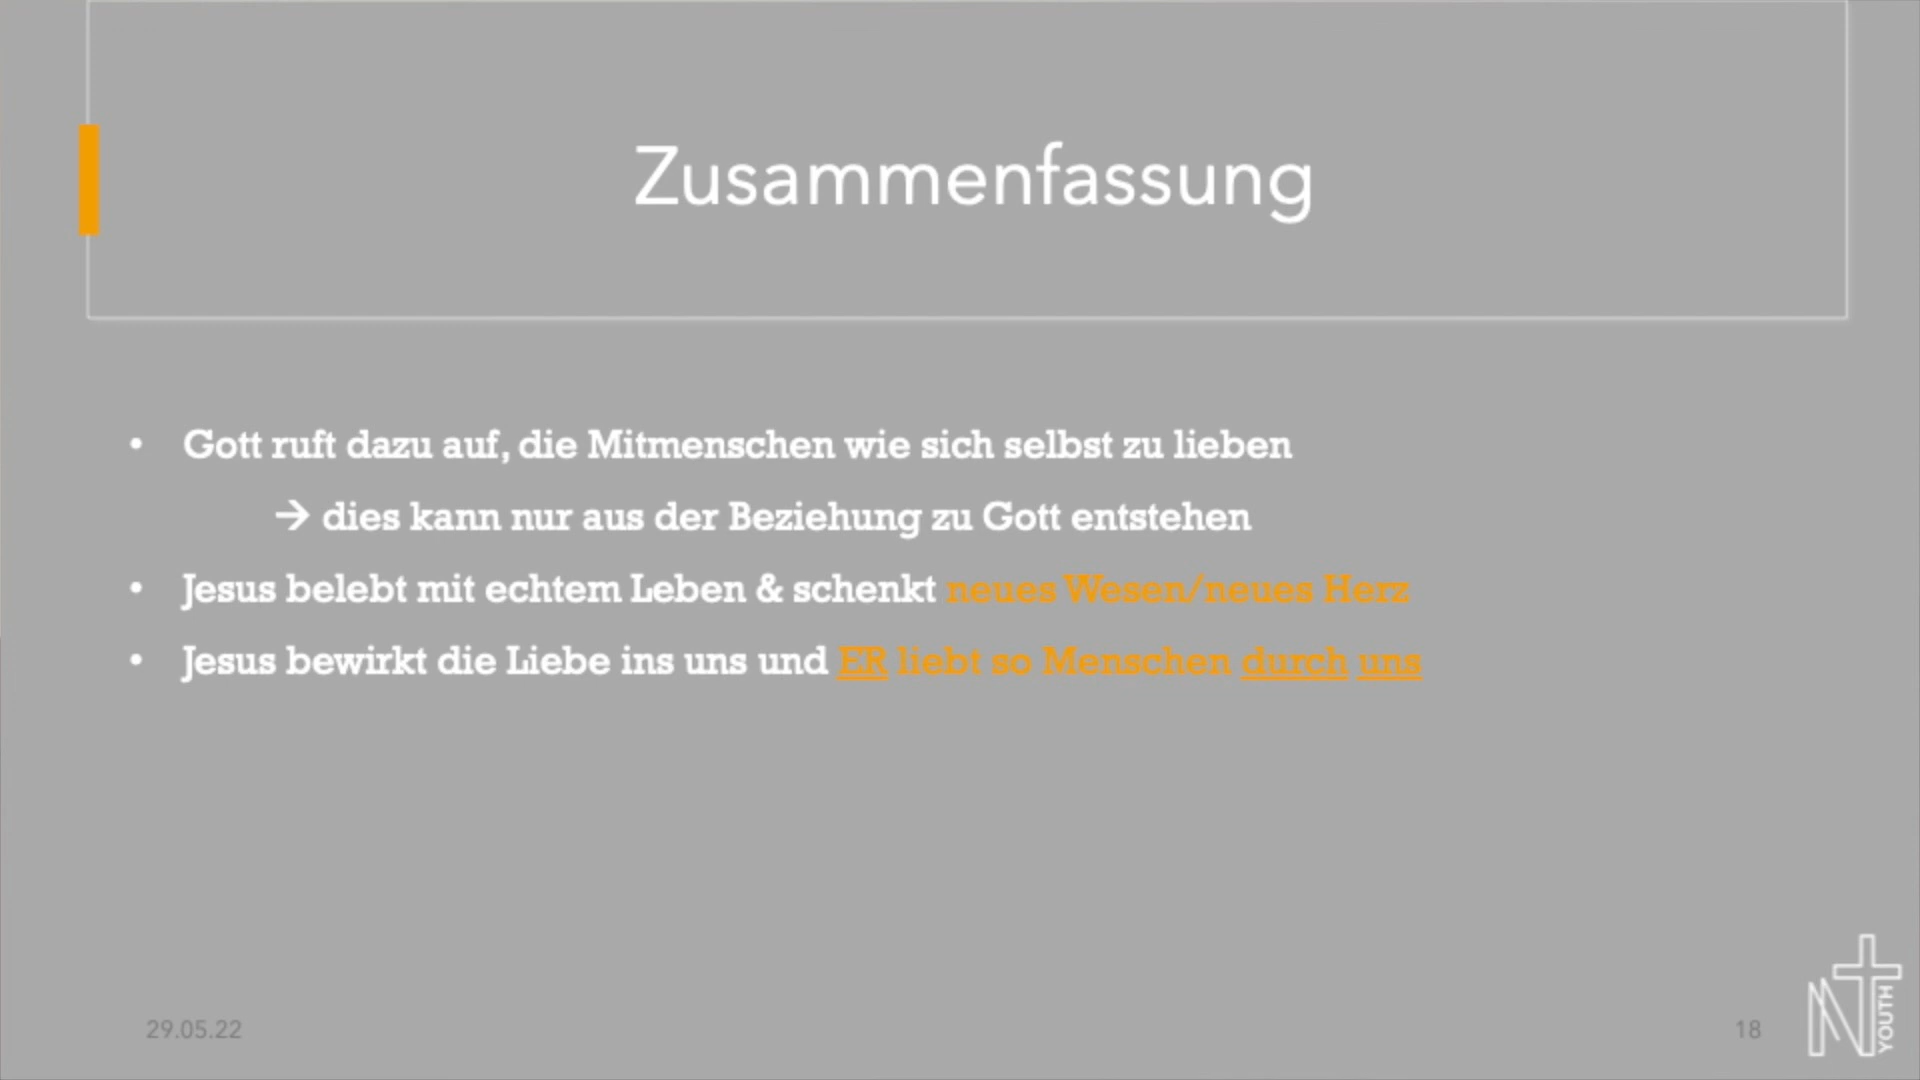 Zusammenfassung
• Gott ruft dazu auf, die Mitmenschen wie sich selbst zu lieben
→ dies kann nur aus der Beziehung zu Gott entstehen
• Jesus belebt mit echtem Leben & schenkt neues Wesen/neues Herz
• Jesus bewirkt die Liebe ins uns und ER liebt so Menschen durch uns
29.05.22
18
NT
YOUTH